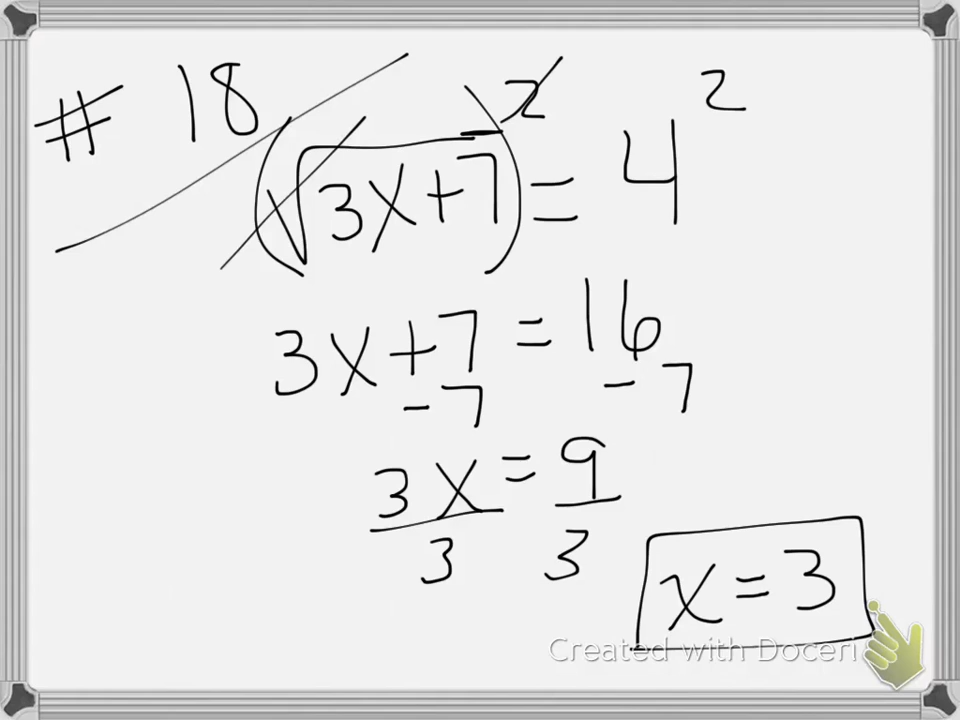 # 18
(√3x+7)² = 4²
3x+7 = 16
-7 -7
3x = 9
3 3
x = 3
Created with Doceri